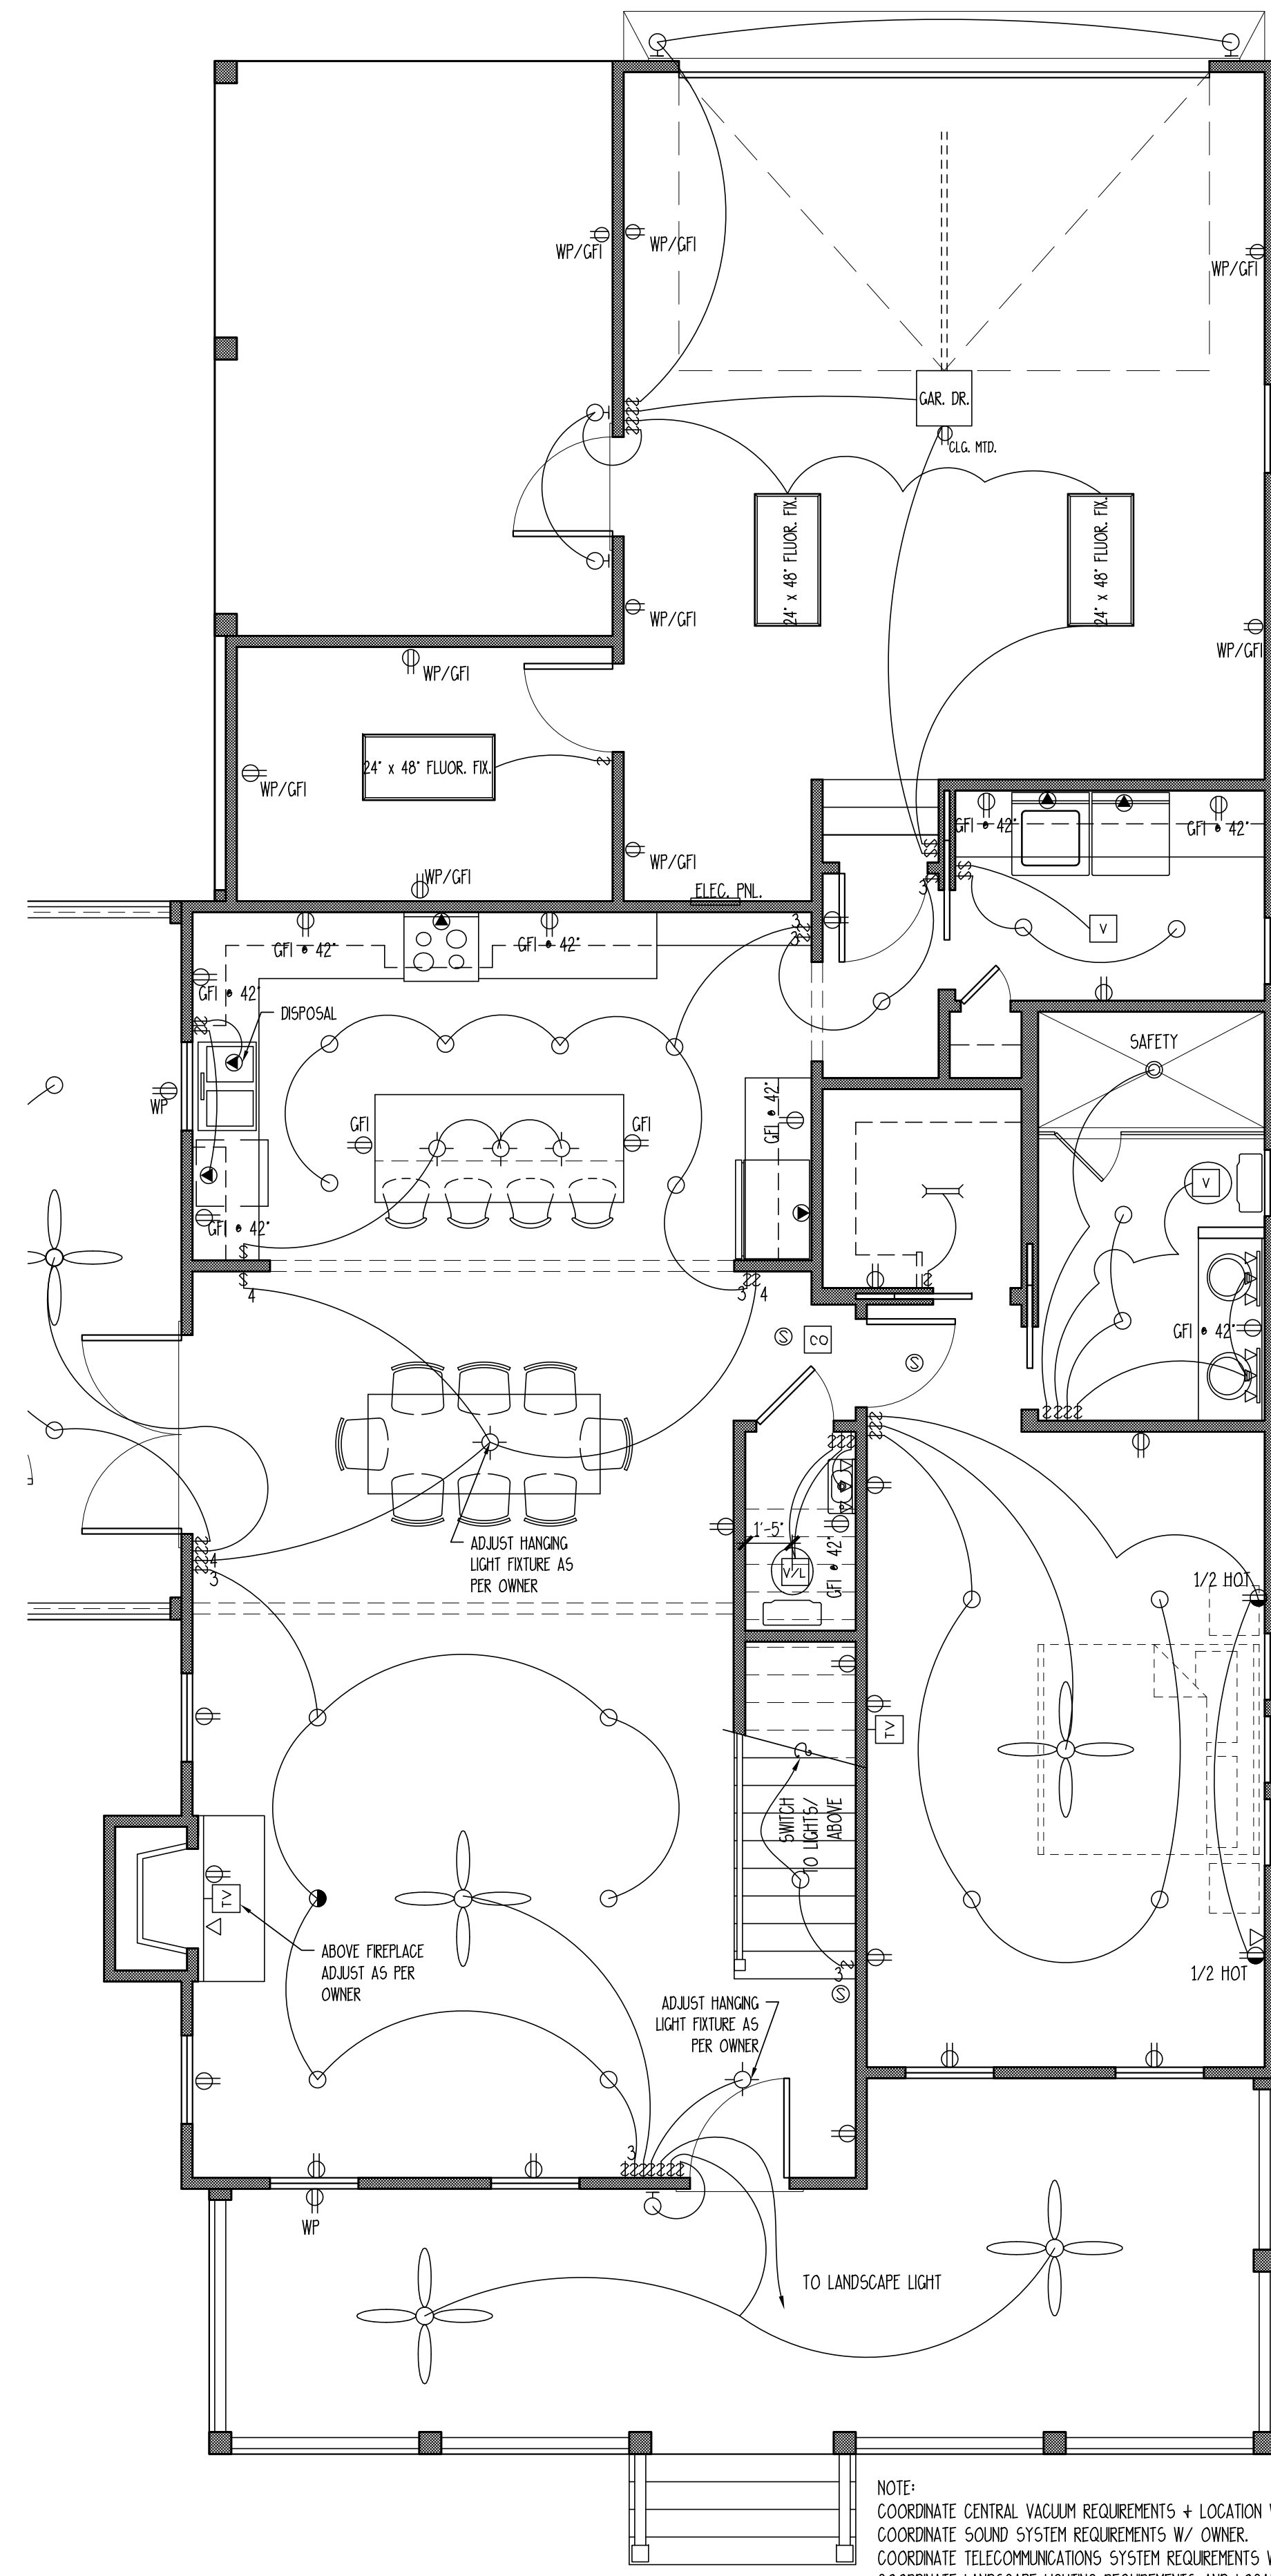 WP/GFI
WP/GFI
WP/GFI
GAR. DR.
CLG. MTD.
24" x 48" FLUOR. FIX.
24" x 48" FLUOR. FIX.
WP/GFI
WP/GFI
WP/GFI
24" x 48" FLUOR. FIX.
WP/GFI
WP/GFI
WP/GFI
ELEC. PNL.
GFI @ 42"
GFI @ 42"
3
V
GFI @ 42"
GFI @ 42"
3
3
GFI @ 42"
DISPOSAL
SAFETY
WP
GFI
GFI
GFI @ 42"
V
GFI @ 42"
4
3
4
S
CO
S
GFI @ 42"
ADJUST HANGING
LIGHT FIXTURE AS
PER OWNER
4
3
1'-5"
V/L
GFI @ 42"
1/2 HOT
TV
SWITCH
TO LIGHTS/
ABOVE
TV
ABOVE FIREPLACE
ADJUST AS PER
OWNER
3
S
1/2 HOT
ADJUST HANGING
LIGHT FIXTURE AS
PER OWNER
3
WP
TO LANDSCAPE LIGHT
NOTE:
COORDINATE CENTRAL VACUUM REQUIREMENTS + LOCATION
COORDINATE SOUND SYSTEM REQUIREMENTS W/ OWNER.
COORDINATE TELECOMMUNICATIONS SYSTEM REQUIREMENTS